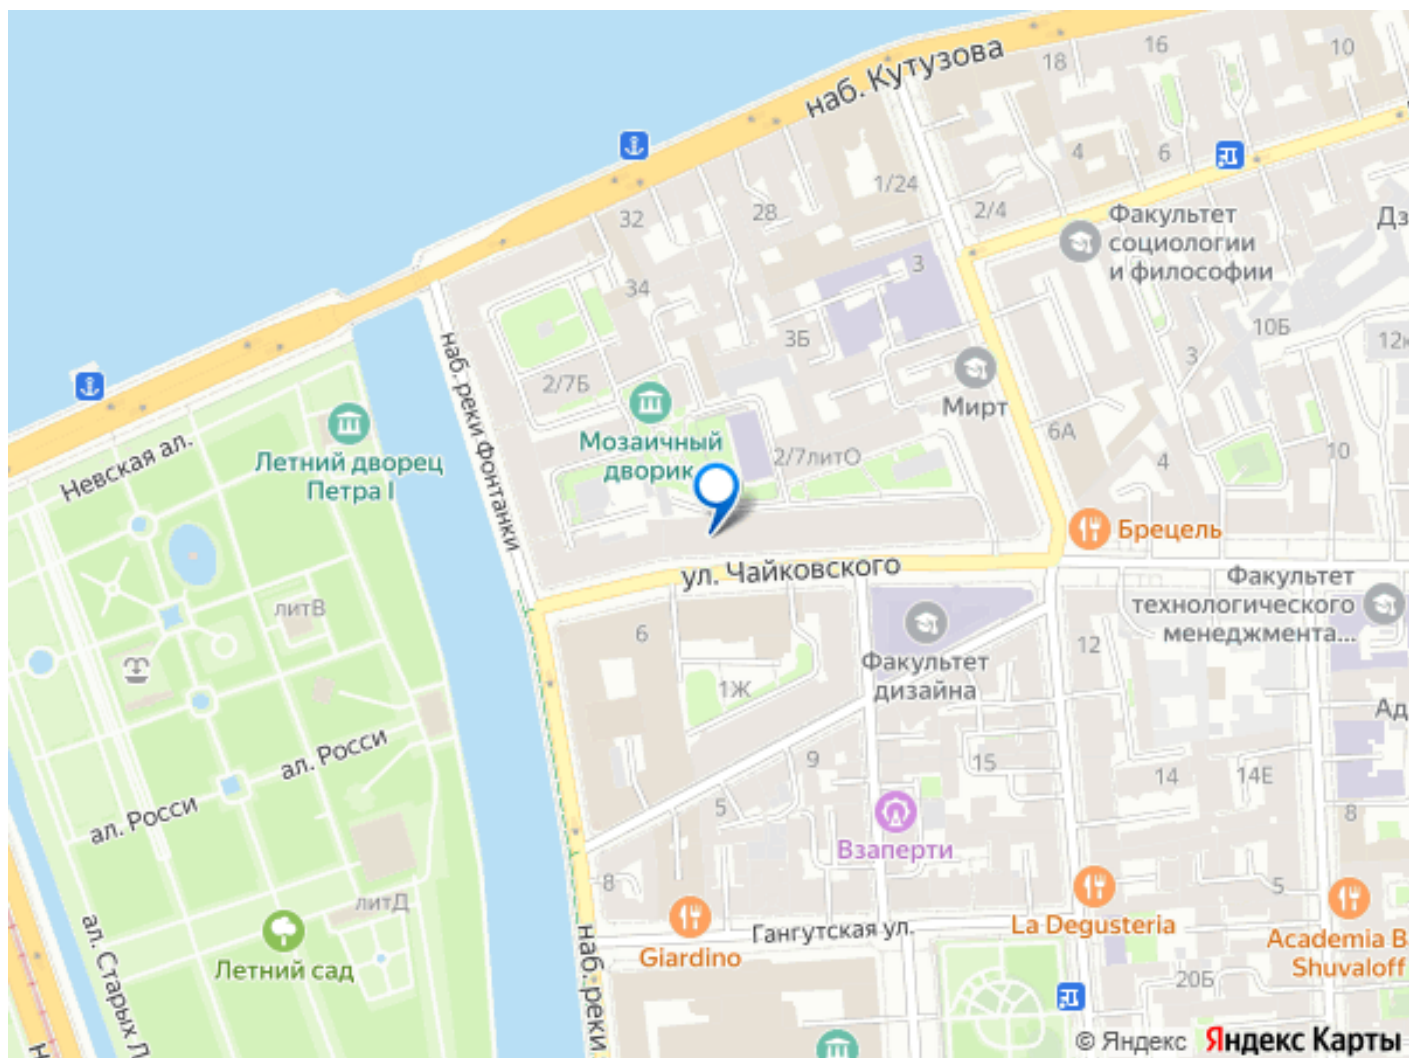 наб. Кутузова
18
16
10
4
6
1/24
2/4
32
28
Факультет
социологии
и философии
3
34
3Б
10Б
3
наб. реки фонтанки
2/7Б
Мирт
6А
Невская ал.
Летний дворец
Петра I
Мозаичный
дворик
2/7литО
4
10
Брецель
ул. Чайковского
Факультет
технологического
менеджмента...
литВ
6
12
Факультет
дизайна
1Ж
ал. Росси
9
15
14
14Е
ал. Росси
5
8
Взаперти
8
5
литД
La Degusteria
Гангутская ул.
Giardino
Летний сад
Academia
Shuvaloff
20Б
наб. реки
ал. Старых
© Яндекс Яндекс Карты